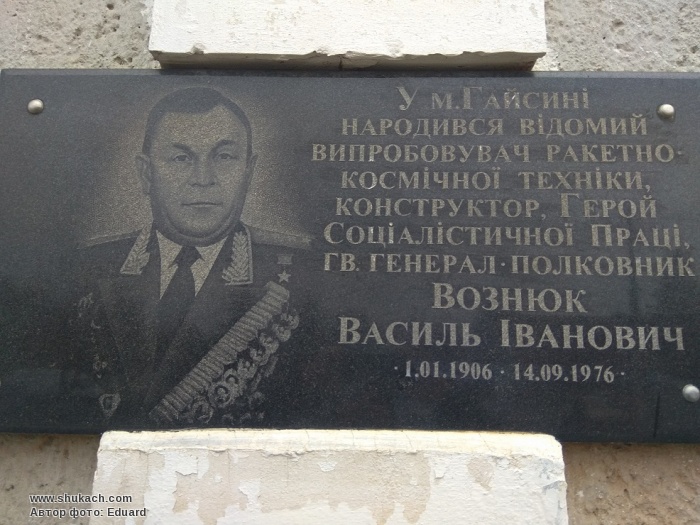 У м.Гайсині
народився відомий
випробовувач ракетно-
космічної техніки,
конструктор, Герой
Соціалістичної Праці,
гв. генерал-полковник
Вознюк
Василь Іванович
·1.01.1906 · 14.09.1976·
www.shukach.com
Автор фото: Eduard